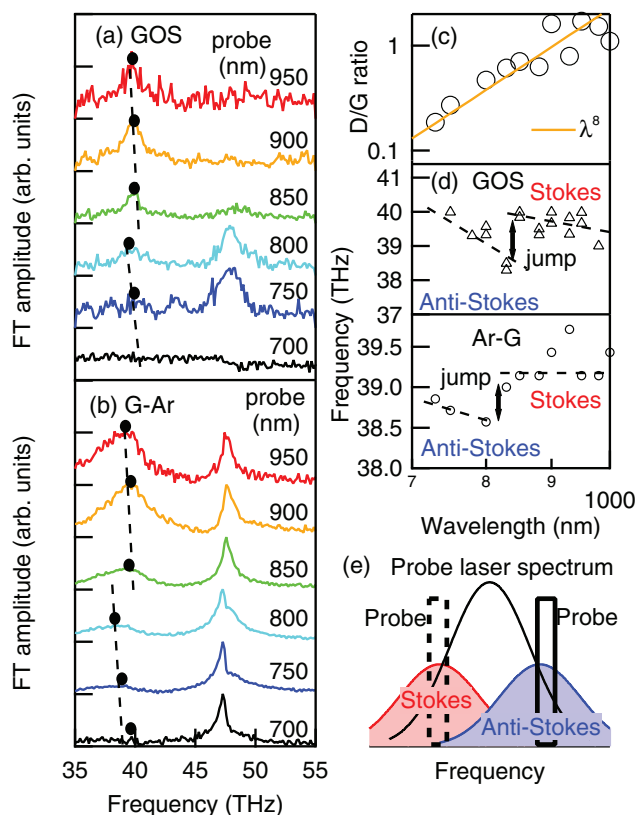 (a) GOS probe
(nm)
950
900
850
800
750
700
FT amplitude (arb. units)
(b) G-Ar probe
(nm)
950
900
850
800
750
700
FT amplitude (arb. units)
35 40 45 50 55
Frequency (THz)
(c)
1
0.1
D/G ratio
λ⁸
(d) GOS
Stokes
40
39
38
37
jump
Anti-Stokes
Ar-G
39.5
39.0
38.5
38.0
jump
Stokes
Anti-Stokes
Frequency (THz)
7 8 9 1000
Wavelength (nm)
(e)
Probe laser spectrum
Probe Probe
Stokes
Anti-Stokes
Frequency